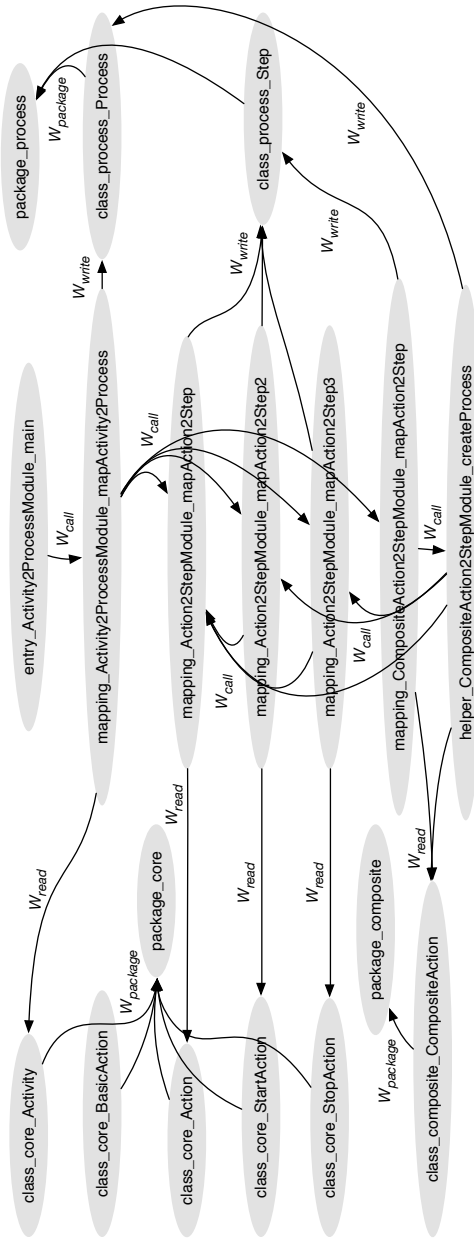 package_process
W_package
class_process_Process
class_process_Step
W_write
W_write
W_write
W_write
entry_Activity2ProcessModule_main
W_call
mapping_Activity2ProcessModule_mapActivity2Process
W_call
mapping_Action2StepModule_mapAction2Step
mapping_Action2StepModule_mapAction2Step2
mapping_Action2StepModule_mapAction2Step3
mapping_CompositeAction2StepModule_mapAction2Step
W_call
helper_CompositeAction2StepModule_createProcess
W_call
W_call
W_read
W_read
W_read
W_read
W_read
package_core
W_package
package_composite
W_package
class_core_Activity
class_core_BasicAction
class_core_Action
class_core_StartAction
class_core_StopAction
class_composite_CompositeAction